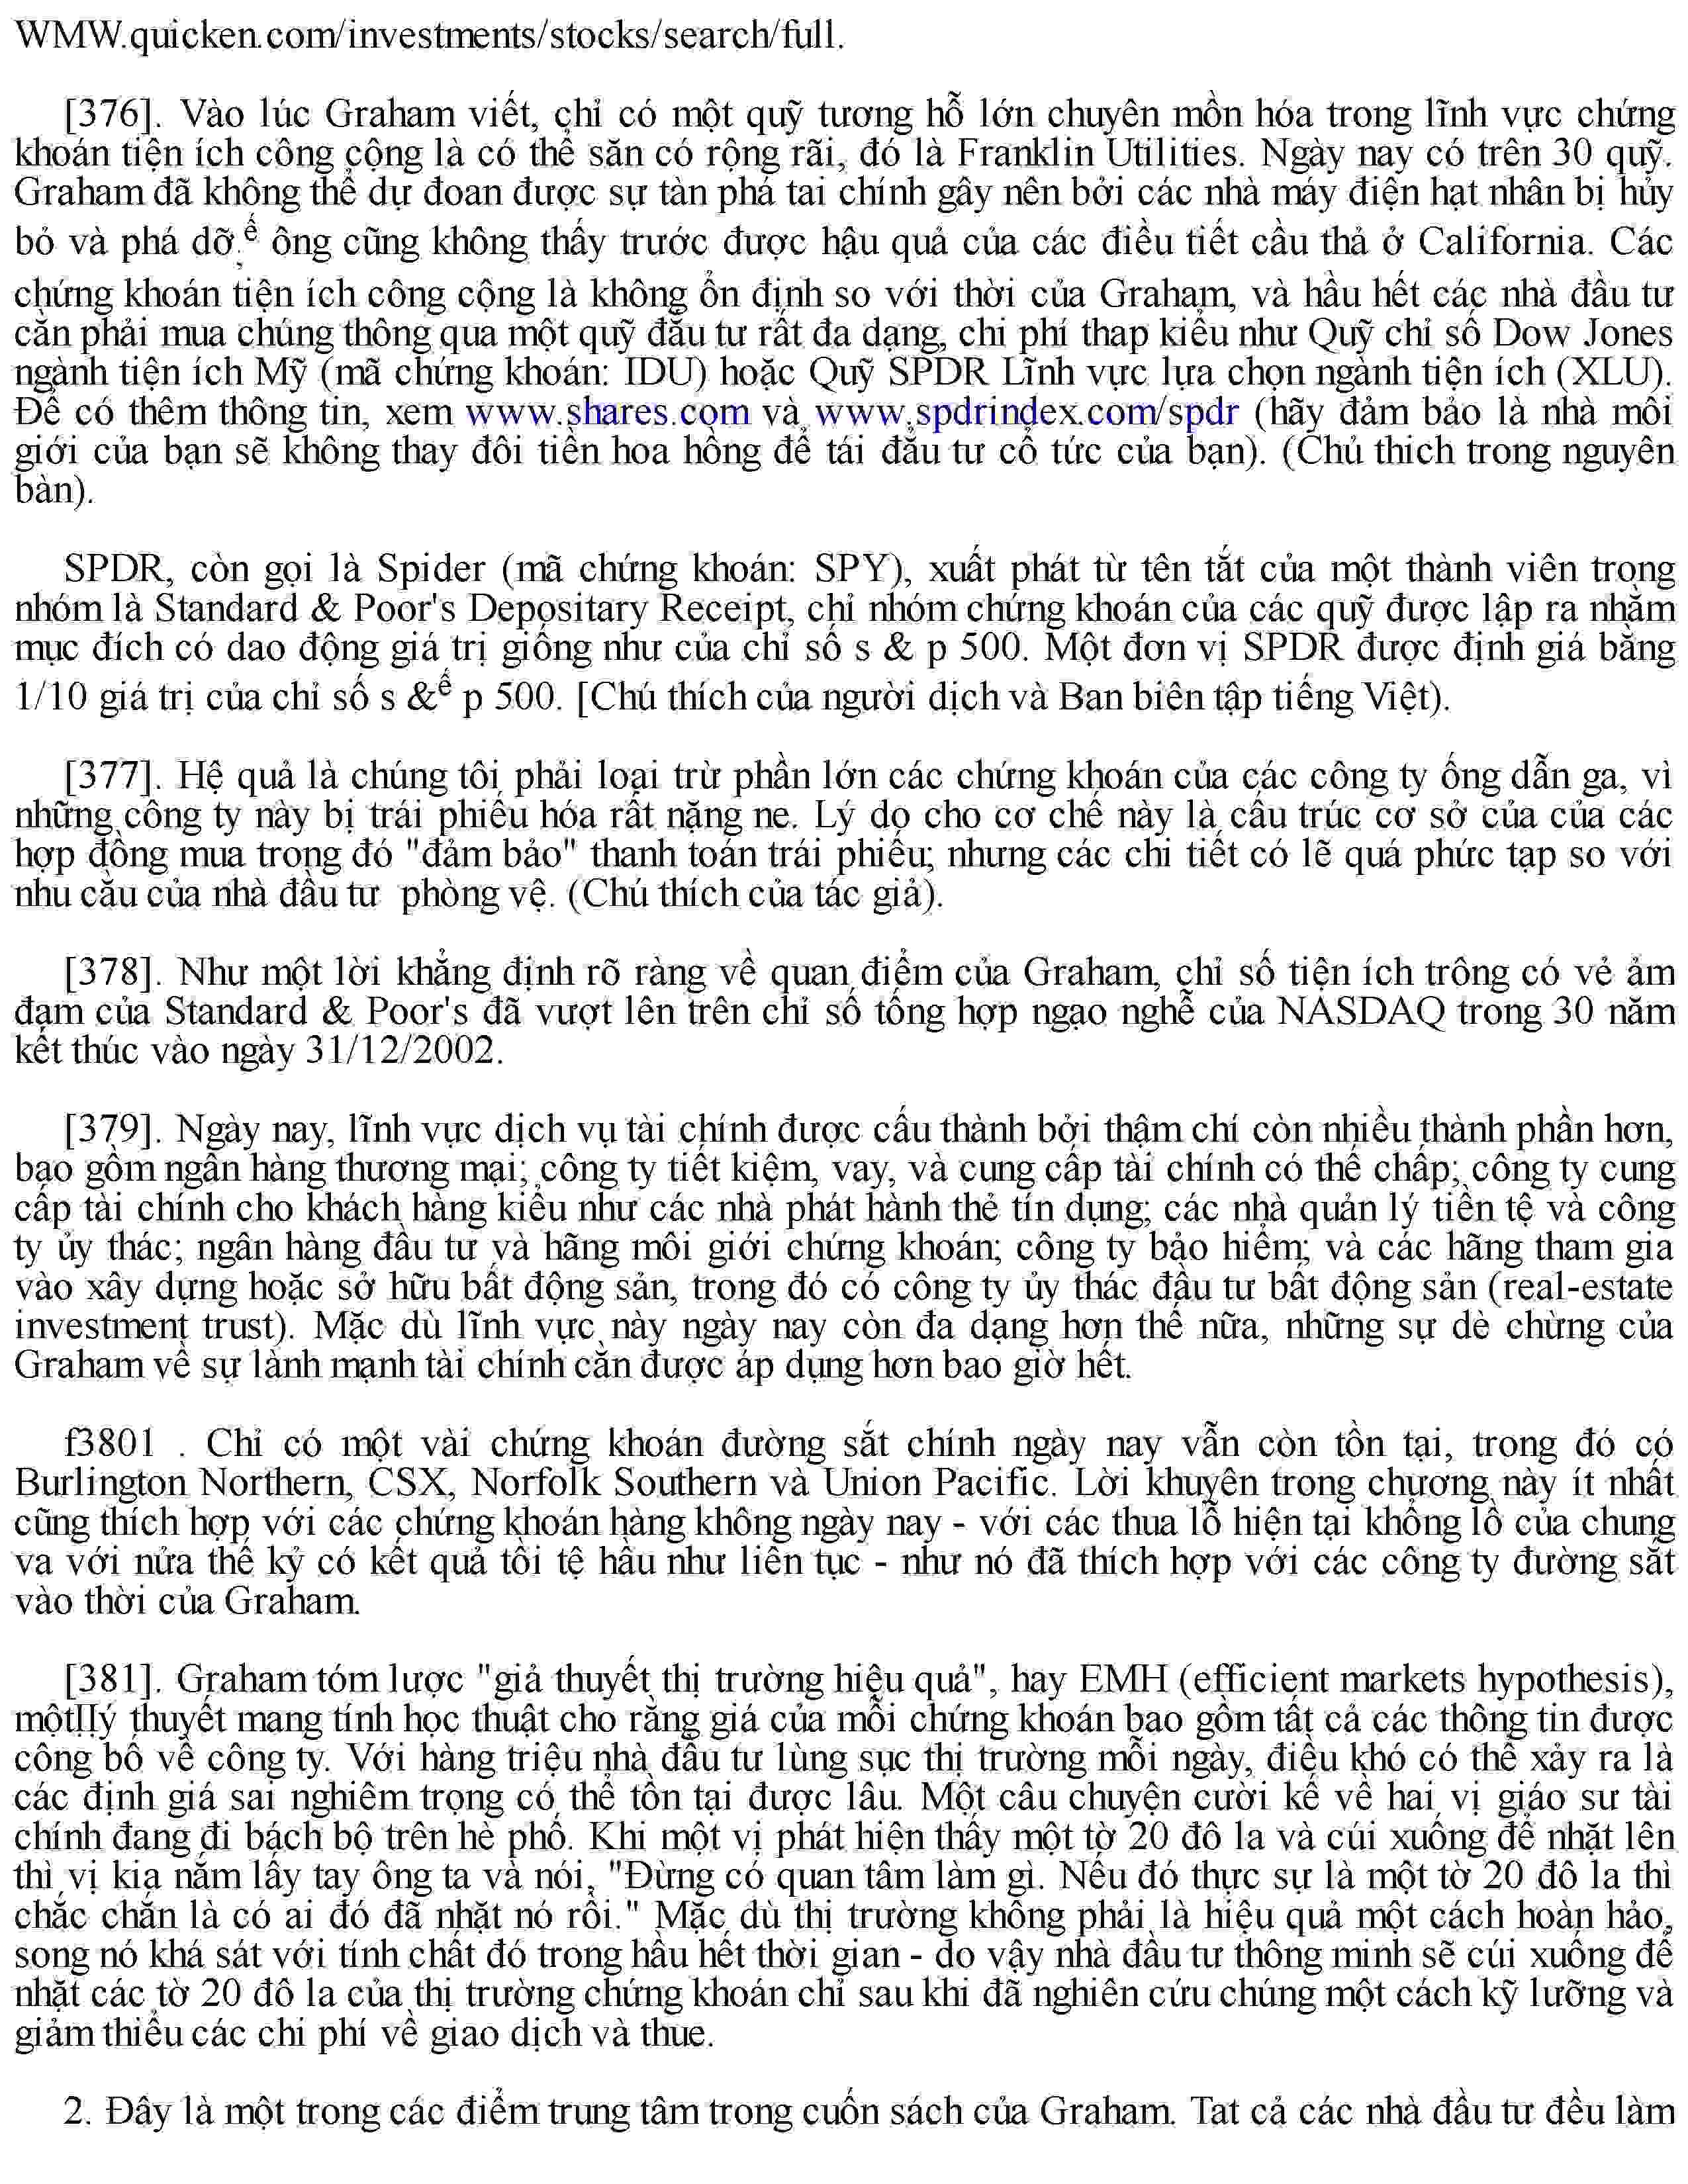 WMW.quicken.com/investments/stocks/search/full.
[376]. Vào lúc Graham viết, chỉ có một quỹ tương hỗ lớn chuyên mồn hóa trong lĩnh vực chứng
khoán tiện ích công cộng là có thể săn có rộng rãi, đó là Franklin Utilities. Ngày nay có trên 30 quỹ.
Graham đã không thể dự đoan được sự tàn phá tai chính gây nên bởi các nhà máy điện hạt nhân bị hủy
bỏ và phá dỡ.ế ông cũng không thấy trước được hậu quả của các điều tiết cầu thả ở California. Các
chứng khoán tiện ích công cộng là không ổn định so với thời của Graham, và hầu hết các nhà đầu tư
cằn phải mua chúng thông qua một quỹ đẫu tư rất đa dạng, chi phí thap kiểu như Quỹ chỉ số Dow Jones
ngành tiện ích Mỹ (mã chứng khoán: IDU) hoặc Quỹ SPDR Lĩnh vực lựa chọn ngành tiện ích (XLU).
Để có thêm thông tin, xem www.shares.com và www.spdrindex.com/spdr (hãy đảm bảo là nhà môi
giới của bạn sẽ không thay đôi tiền hoa hồng để tái đẫu tư cổ tức của bạn). (Chủ thich trong nguyên
bàn).
SPDR, còn gọi là Spider (mã chứng khoán: SPY), xuất phát từ tên tắt của một thành viên trong
nhóm là Standard & Poor's Depositary Receipt, chỉ nhóm chứng khoán của các quỹ được lập ra nhằm
mục đích có dao động giá trị giống như của chỉ số s & p 500. Một đơn vị SPDR được định giá bằng
1/10 giá trị của chỉ số s &ế p 500. [Chú thích của người dịch và Ban biên tập tiếng Việt).
[377]. Hệ quả là chúng tôi phải loại trừ phần lớn các chứng khoán của các công ty ống dẫn ga, vì
những công ty này bị trái phiếu hóa rất nặng ne. Lý do cho cơ chế này là cấu trúc cơ sở của của các
hợp đồng mua trong đó "đảm bảo" thanh toán trái phiếu; nhưng các chi tiết có lẽ quá phức tạp so với
nhu cầu của nhà đầu tư phòng vệ. (Chú thích của tác giả).
[378]. Như một lời khẳng định rõ ràng về quan điểm của Graham, chỉ số tiện ích trông có vẻ ảm
đạm của Standard & Poor's đã vượt lên trên chỉ số tổng hợp ngạo nghễ của NASDAQ trong 30 năm
kết thúc vào ngày 31/12/2002.
[379]. Ngày nay, lĩnh vực dịch vụ tài chính được cấu thành bởi thậm chí còn nhiều thành phần hơn,
bao gồm ngân hàng thương mại; công ty tiết kiệm, vay, và cung cấp tài chính có thế chấp; công ty cung
cấp tài chính cho khách hàng kiểu như các nhà phát hành thẻ tín dụng; các nhà quản lý tiền tệ và công
ty ủy thác; ngân hàng đầu tư và hãng môi giới chứng khoán; công ty bảo hiểm; và các hãng tham gia
vào xây dựng hoặc sở hữu bất động sản, trong đó có công ty ủy thác đầu tư bất động sản (real-estate
investment trust). Mặc dù lĩnh vực này ngày nay còn đa dạng hơn thế nữa, những sự dè chừng của
Graham về sự lành mạnh tài chính cằn được áp dụng hơn bao giờ hết.
f3801 . Chỉ có một vài chứng khoán đường sắt chính ngày nay vẫn còn tồn tại, trong đó có
Burlington Northern, CSX, Norfolk Southern và Union Pacific. Lời khuyên trong chương này ít nhất
cũng thích hợp với các chứng khoán hàng không ngày nay - với các thua lỗ hiện tại khổng lồ của chung
va với nửa thế kỷ có kết quả tồi tệ hầu như liên tục - như nó đã thích hợp với các công ty đường sắt
vào thời của Graham.
[381]. Graham tóm lược "giả thuyết thị trường hiệu quả", hay EMH (efficient markets hypothesis),
mộtIIý thuyết mang tính học thuật cho rằng giá của mỗi chứng khoán bao gồm tất cả các thông tin được
công bố về công ty. Với hàng triệu nhà đầu tư lùng sục thị trường mỗi ngày, điều khó có thể xảy ra là
các định giá sai nghiêm trọng có thể tồn tại được lâu. Một câu chuyện cười kể về hai vị giáo sư tài
chính đang đi bách bộ trên hè phố. Khi một vị phát hiện thấy một tờ 20 đô la và cúi xuống để nhặt lên
thì vị kia nắm lấy tay ông ta và nói, "Đừng có quan tâm làm gì. Nếu đó thực sự là một tờ 20 đô la thì
chắc chắn là có ai đó đã nhặt nó rồi." Mặc dù thị trường không phải là hiệu quả một cách hoàn hảo,
song nó khá sát với tính chất đó trong hầu hết thời gian - do vậy nhà đầu tư thông minh sẽ cúi xuống để
nhặt các tờ 20 đô la của thị trường chứng khoán chỉ sau khi đã nghiên cứu chúng một cách kỹ lưỡng và
giảm thiểu các chi phí về giao dịch và thue.
2. Đây là một trong các điểm trung tâm trong cuốn sách của Graham. Tat cả các nhà đầu tư đều làm